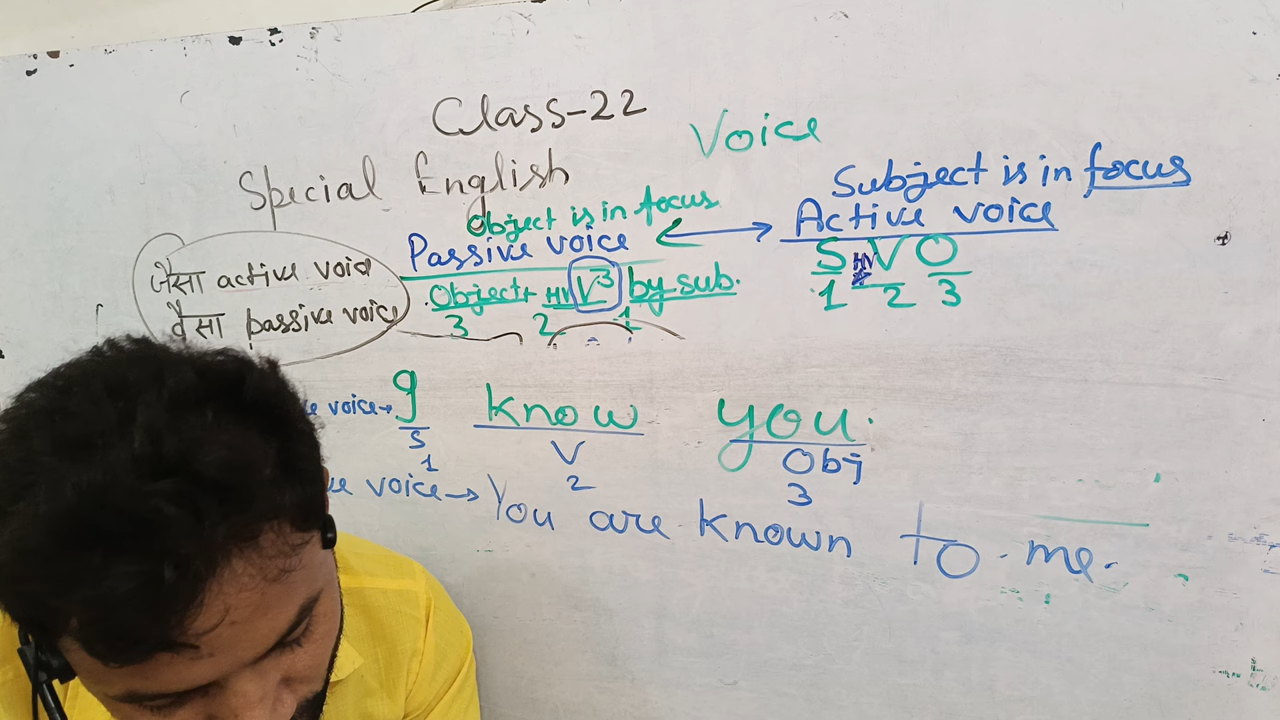 Class-22
Voice
Special English
Subject is in focus
Object is in focus
Passive voice ↔ Active voice
S HV V O
1 2 3
Object + HV V³ by sub.
3 2 1
जैसा active voice
वैसा passive voice
voice → I know you.
S V Obj
1 2 3
voice → You are known to me.